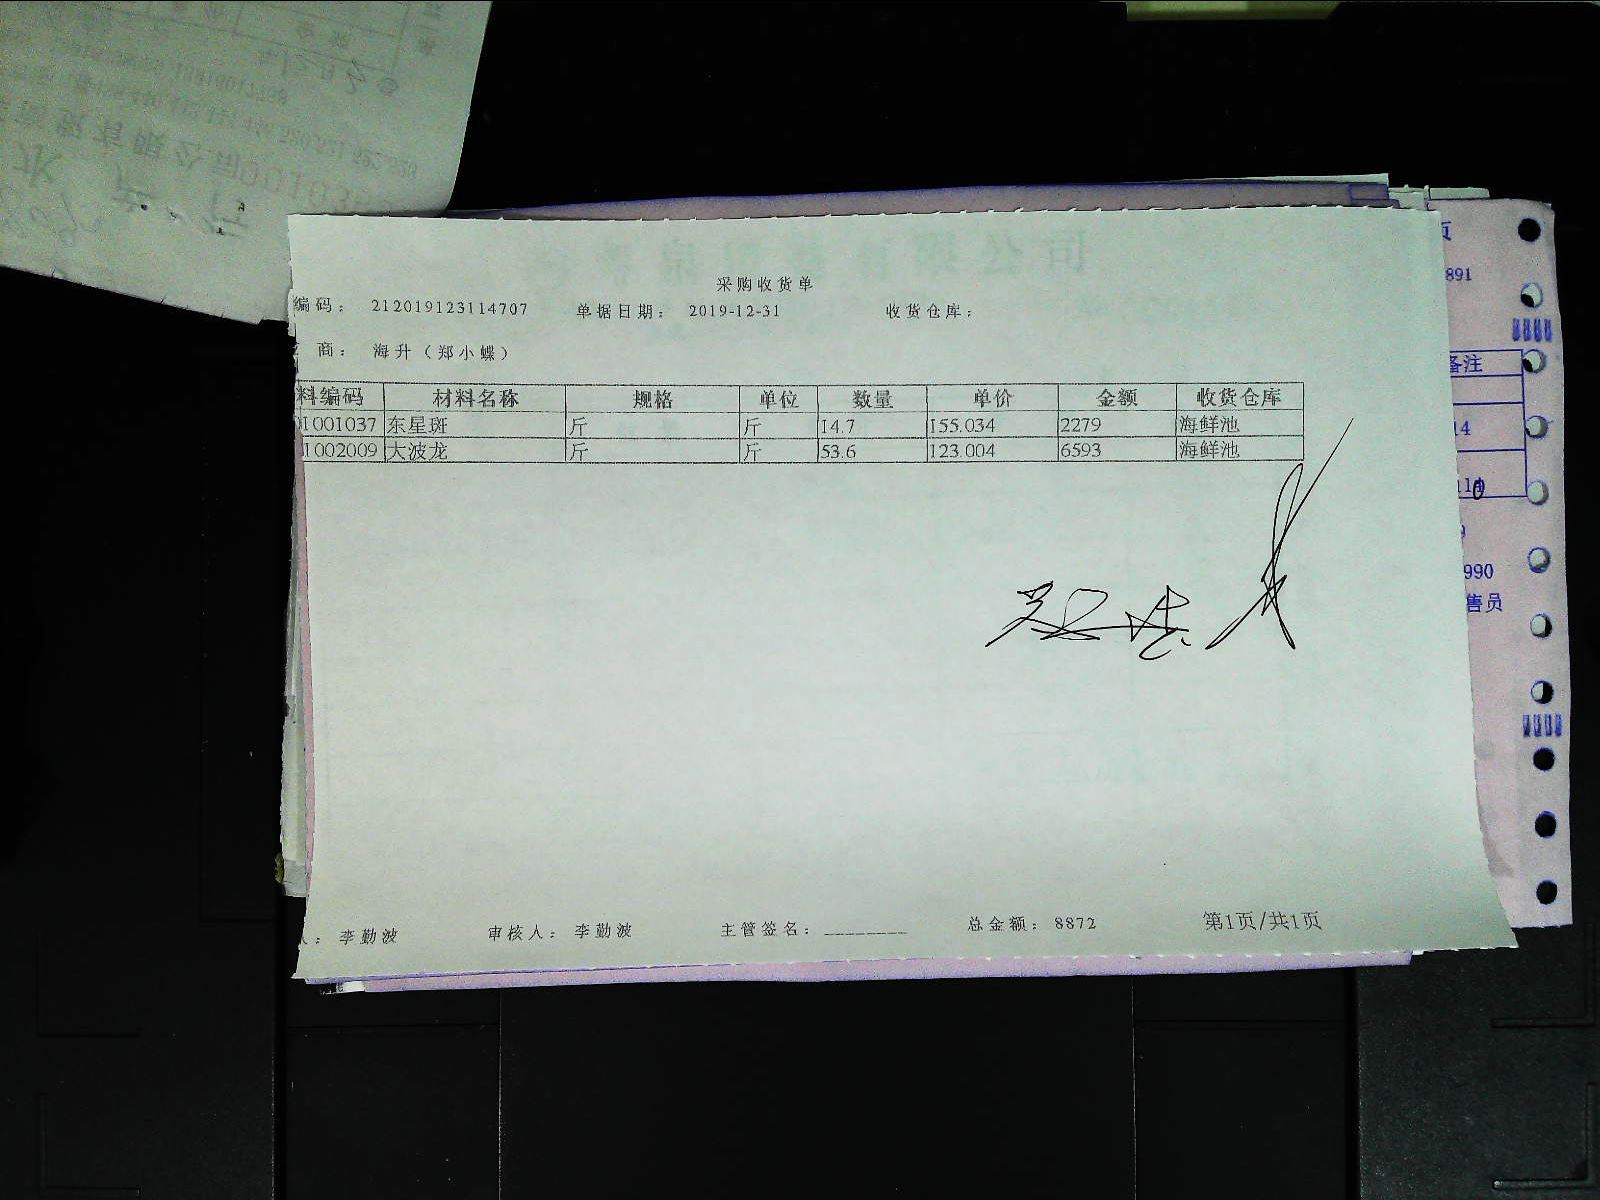 采购收货单
编码： 212019123114707 单据日期： 2019-12-31 收货仓库：
商： 海升（郑小蝶）
料编码 材料名称 规格 单位 数量 单价 金额 收货仓库
1001037 东星斑 斤 斤 14.7 155.034 2279 海鲜池
1002009 大波龙 斤 斤 53.6 123.004 6593 海鲜池
李勤波 审核人： 李勤波 主管签名： ________ 总金额： 8872 第1页/共1页
页
891
备注
14
990
售员